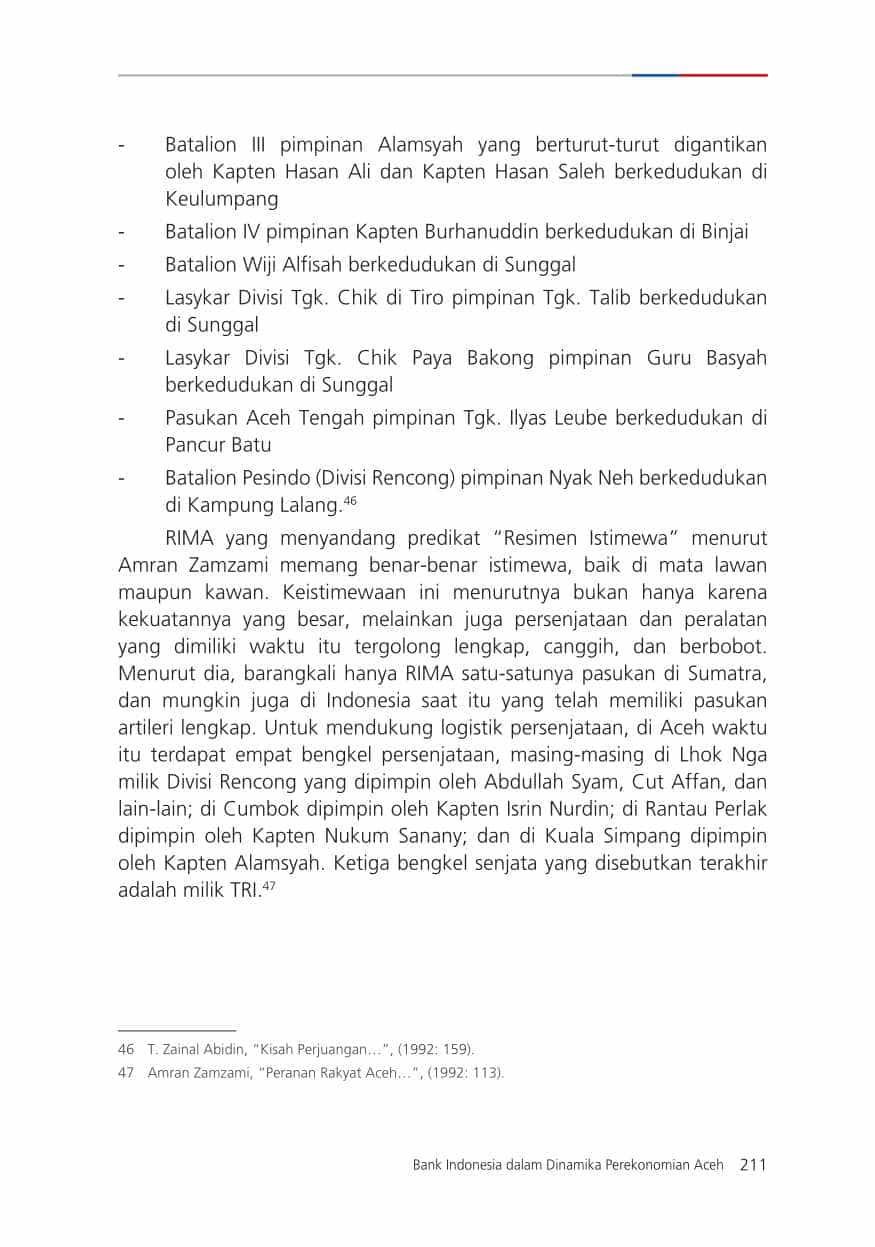 - Batalion III pimpinan Alamsyah yang berturut-turut digantikan
oleh Kapten Hasan Ali dan Kapten Hasan Saleh berkedudukan di
Keulumpang
- Batalion IV pimpinan Kapten Burhanuddin berkedudukan di Binjai
- Batalion Wiji Alfisah berkedudukan di Sunggal
- Lasykar Divisi Tgk. Chik di Tiro pimpinan Tgk. Talib berkedudukan
di Sunggal
- Lasykar Divisi Tgk. Chik Paya Bakong pimpinan Guru Basyah
berkedudukan di Sunggal
- Pasukan Aceh Tengah pimpinan Tgk. Ilyas Leube berkedudukan di
Pancur Batu
- Batalion Pesindo (Divisi Rencong) pimpinan Nyak Neh berkedudukan
di Kampung Lalang.46
RIMA yang menyandang predikat “Resimen Istimewa” menurut
Amran Zamzami memang benar-benar istimewa, baik di mata lawan
maupun kawan. Keistimewaan ini menurutnya bukan hanya karena
kekuatannya yang besar, melainkan juga persenjataan dan peralatan
yang dimiliki waktu itu tergolong lengkap, canggih, dan berbobot.
Menurut dia, barangkali hanya RIMA satu-satunya pasukan di Sumatra,
dan mungkin juga di Indonesia saat itu yang telah memiliki pasukan
artileri lengkap. Untuk mendukung logistik persenjataan, di Aceh waktu
itu terdapat empat bengkel persenjataan, masing-masing di Lhok Nga
milik Divisi Rencong yang dipimpin oleh Abdullah Syam, Cut Affan, dan
lain-lain; di Cumbok dipimpin oleh Kapten Isrin Nurdin; di Rantau Perlak
dipimpin oleh Kapten Nukum Sanany; dan di Kuala Simpang dipimpin
oleh Kapten Alamsyah. Ketiga bengkel senjata yang disebutkan terakhir
adalah milik TRI.47
46 T. Zainal Abidin, “Kisah Perjuangan...”, (1992: 159).
47 Amran Zamzami, “Peranan Rakyat Aceh...”, (1992: 113).
Bank Indonesia dalam Dinamika Perekonomian Aceh 211